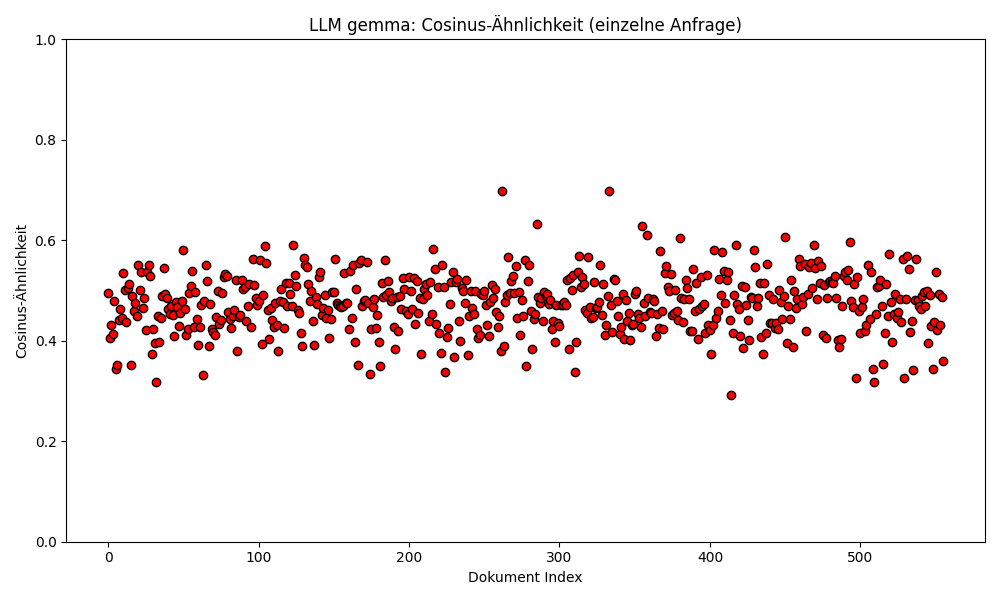 LLM gemma: Cosinus-Ähnlichkeit (einzelne Anfrage)
Cosinus-Ähnlichkeit
1.0
0.8
0.6
0.4
0.2
0.0
0 100 200 300 400 500
Dokument Index